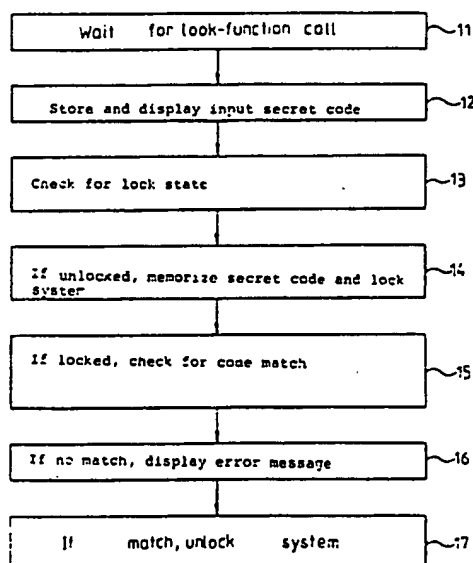 Wait for look-function call
11
Store and display input secret code
12
Check for lock state
13
If unlocked, memorize secret code and lock
system
14
If locked, check for code match
15
If no match, display error message
16
If match, unlock system
17